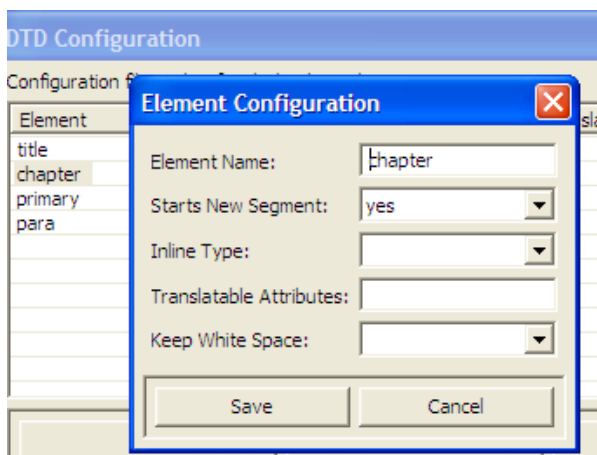 DTD Configuration
Configuration
Element
title
chapter
primary
para
Element Configuration
Element Name: chapter
Starts New Segment: yes
Inline Type:
Translatable Attributes:
Keep White Space:
Save Cancel